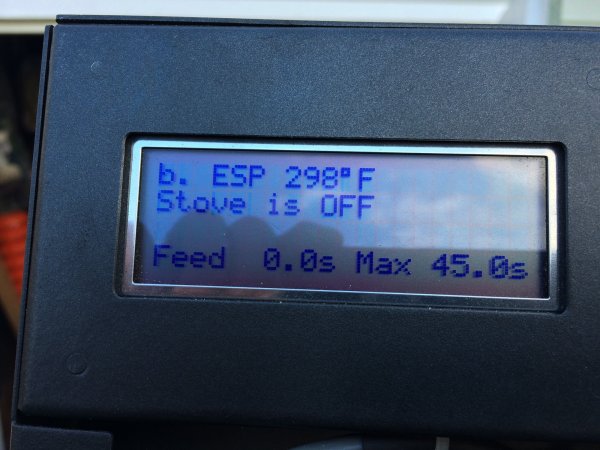 b. ESP 298°F
Stove is OFF
Feed 0.0s Max 45.0s